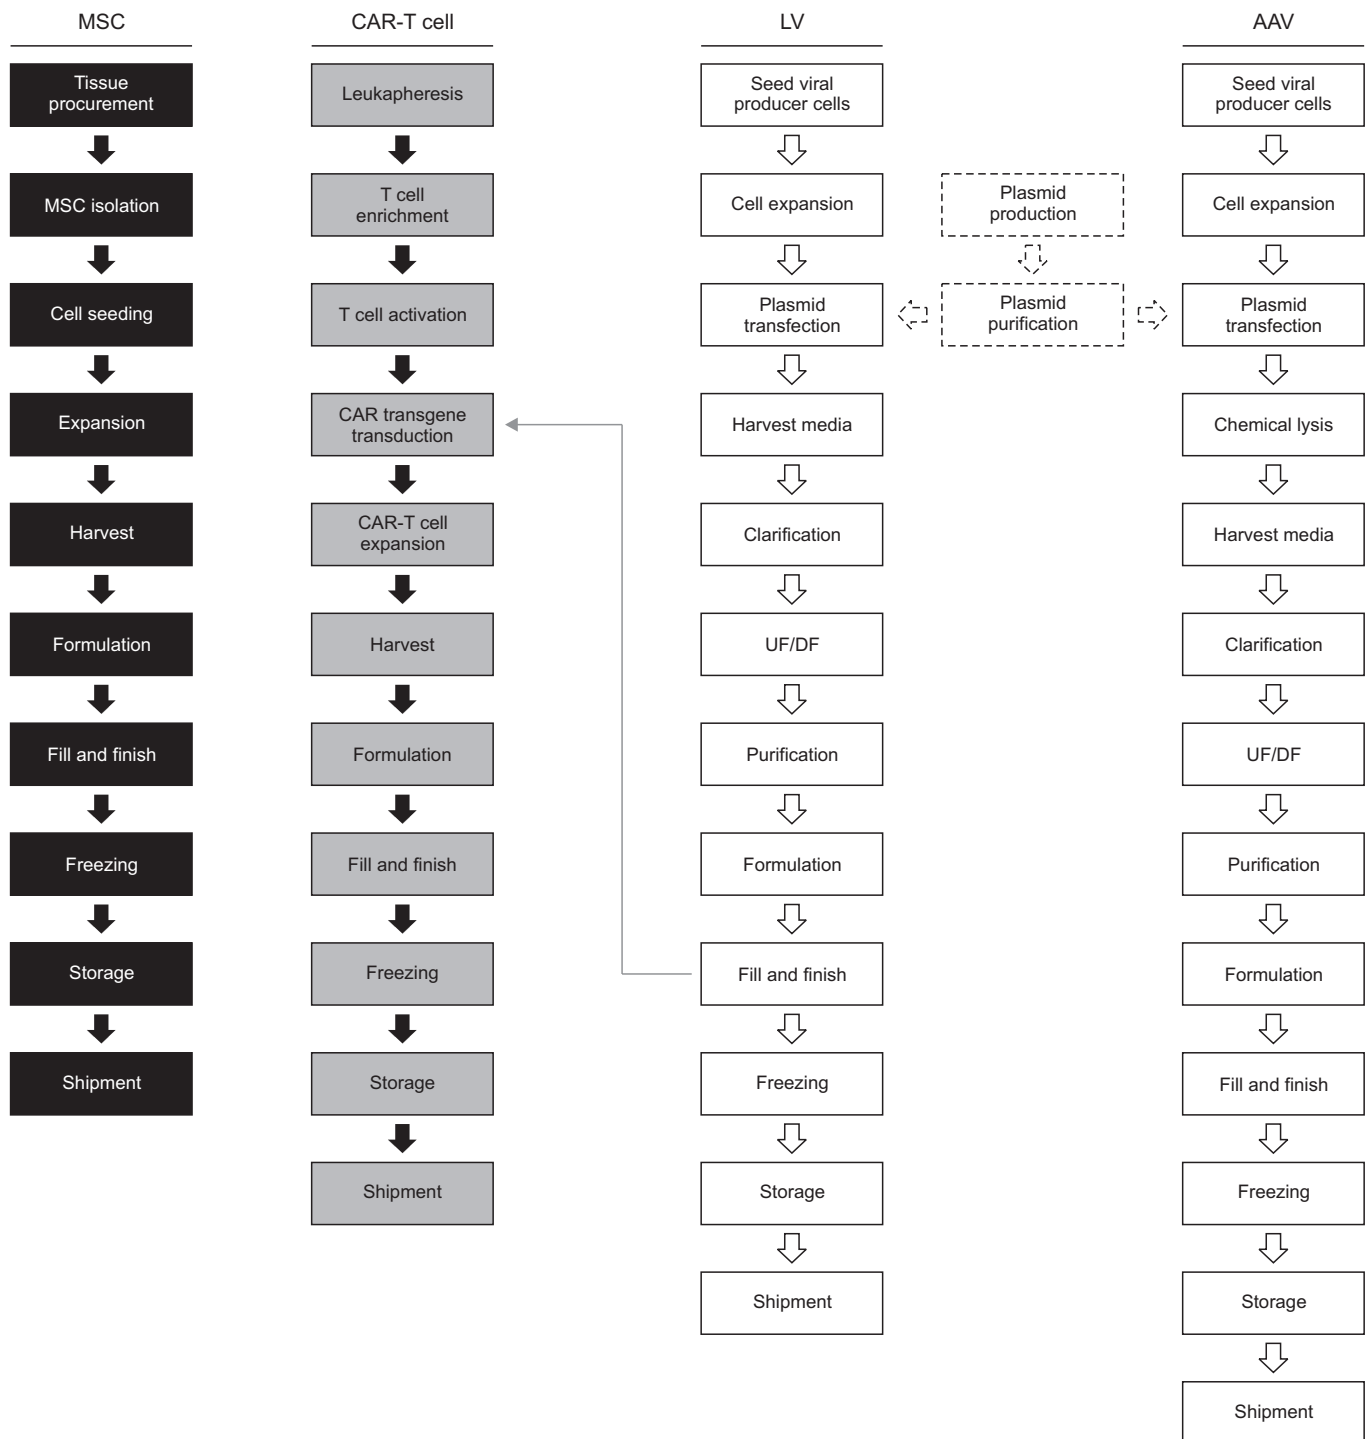 MSC
Tissue
procurement
MSC isolation
Cell seeding
Expansion
Harvest
Formulation
Fill and finish
Freezing
Storage
Shipment
CAR-T cell
Leukapheresis
T cell
enrichment
T cell activation
CAR transgene
transduction
CAR-T cell
expansion
Harvest
Formulation
Fill and finish
Freezing
Storage
Shipment
LV
Seed viral
producer cells
Cell expansion
Plasmid
transfection
Harvest media
Clarification
UF/DF
Purification
Formulation
Fill and finish
Freezing
Storage
Shipment
Plasmid
production
Plasmid
purification
AAV
Seed viral
producer cells
Cell expansion
Plasmid
transfection
Chemical lysis
Harvest media
Clarification
UF/DF
Purification
Formulation
Fill and finish
Freezing
Storage
Shipment